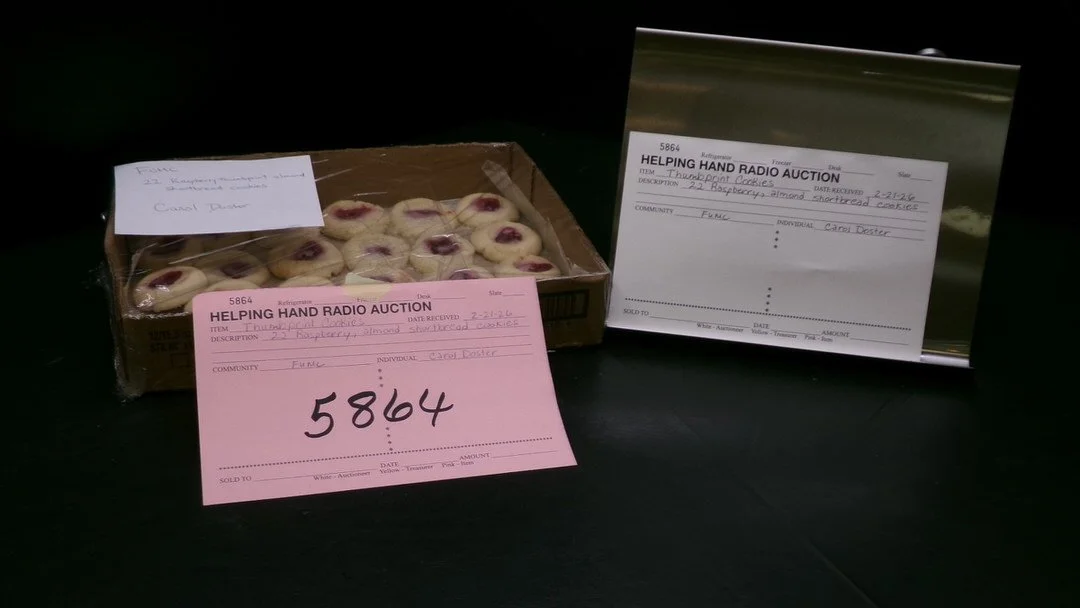 FUMC
22 Raspberry thumbprint almond
shortbread cookies
Carol Doster
5864
Refrigerator Freezer Desk Slate
HELPING HAND RADIO AUCTION
ITEM Thumbprint Cookies DATE RECEIVED 2-21-26
DESCRIPTION 22 Raspberry, almond shortbread cookies
COMMUNITY FUMC INDIVIDUAL Carol Doster
5864
SOLD TO DATE AMOUNT
White - Auctioneer Yellow - Treasurer Pink - Item
5864
Refrigerator Freezer Desk Slate
HELPING HAND RADIO AUCTION
ITEM Thumbprint Cookies DATE RECEIVED 2-21-26
DESCRIPTION 22 Raspberry, almond shortbread cookies
COMMUNITY FUMC INDIVIDUAL Carol Doster
SOLD TO DATE AMOUNT
White - Auctioneer Yellow - Treasurer Pink - Item